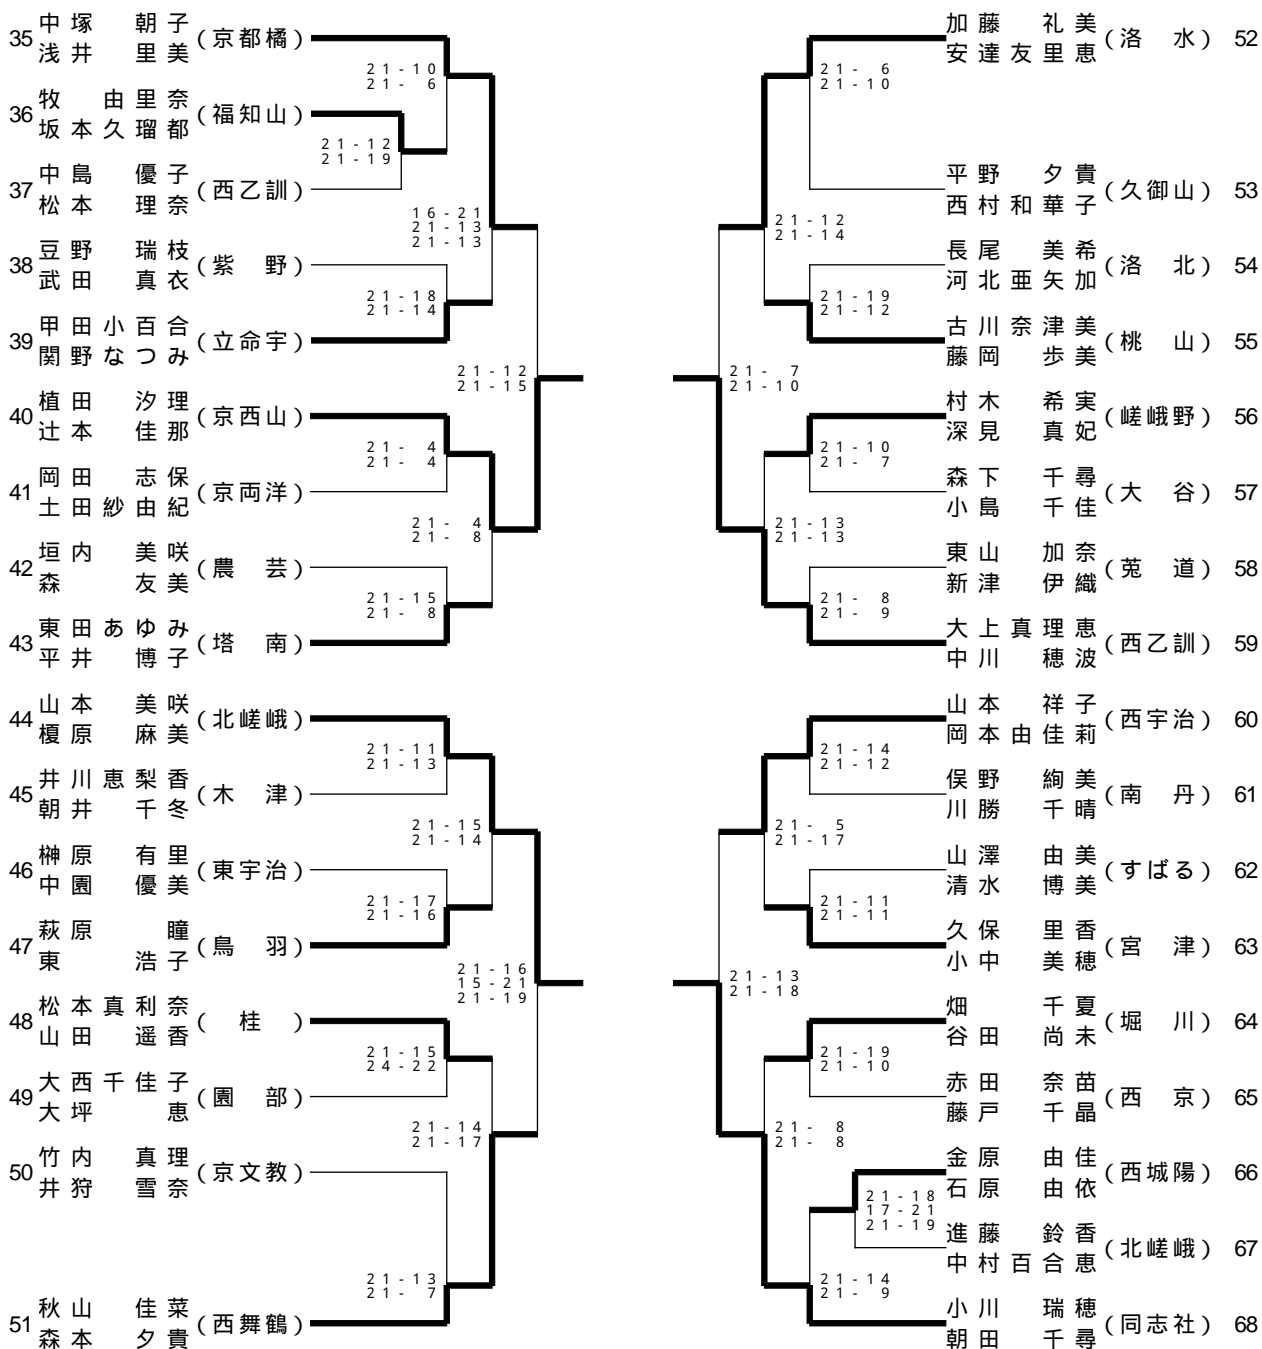 35 中塚 朝子 (京都橘)
浅井 里美
21-10
21- 6
36 牧 由里奈 (福知山)
坂本久瑠都
21-12
21-19
37 中島 優子 (西乙訓)
松本 理奈
16-21
21-13
21-13
38 豆野 瑞枝 (紫 野)
武田 真衣
21-18
21-14
39 甲田小百合 (立命宇)
関野なつみ
21-12
21-15
40 植田 汐理 (京西山)
辻本 佳那
21- 4
21- 4
41 岡田 志保 (京両洋)
土田紗由紀
21- 4
21- 8
42 垣内 美咲 (農 芸)
森 友美
21-15
21- 8
43 東田あゆみ (塔 南)
平井 博子
44 山本 美咲 (北嵯峨)
榎原 麻美
21-11
21-13
45 井川恵梨香 (木 津)
朝井 千冬
21-15
21-14
46 榊原 有里 (東宇治)
中園 優美
21-17
21-16
47 萩原 瞳 (鳥 羽)
東 浩子
21-16
15-21
21-19
48 松本真利奈 (桂)
山田 遥香
21-15
24-22
49 大西千佳子 (園 部)
大坪 恵
21-14
21-17
50 竹内 真理 (京文教)
井狩 雪奈
21-13
21- 7
51 秋山 佳菜 (西舞鶴)
森本 夕貴
加藤 礼美 (洛 水) 52
安達友里恵
21- 6
21-10
平野 夕貴 (久御山) 53
西村和華子
21-12
21-14
長尾 美希 (洛 北) 54
河北亜矢加
21-19
21-12
古川奈津美 (桃 山) 55
藤岡 歩美
21- 7
21-10
村木 希実 (嵯峨野) 56
深見 真妃
21-10
21- 7
森下 千尋 (大 谷) 57
小島 千佳
21-13
21-13
東山 加奈 (莵 道) 58
新津 伊織
21- 8
21- 9
大上真理恵 (西乙訓) 59
中川 穂波
山本 祥子 (西宇治) 60
岡本由佳莉
21-14
21-12
俣野 絢美 (南 丹) 61
川勝 千晴
21- 5
21-17
山澤 由美 (すばる) 62
清水 博美
21-11
21-11
久保 里香 (宮 津) 63
小中 美穂
21-13
21-18
畑 千夏 (堀 川) 64
谷田 尚未
21-19
21-10
赤田 奈苗 (西 京) 65
藤戸 千晶
21- 8
21- 8
金原 由佳 (西城陽) 66
石原 由依
21-18
17-21
21-19
進藤 鈴香 (北嵯峨) 67
中村百合恵
21-14
21- 9
小川 瑞穂 (同志社) 68
朝田 千尋